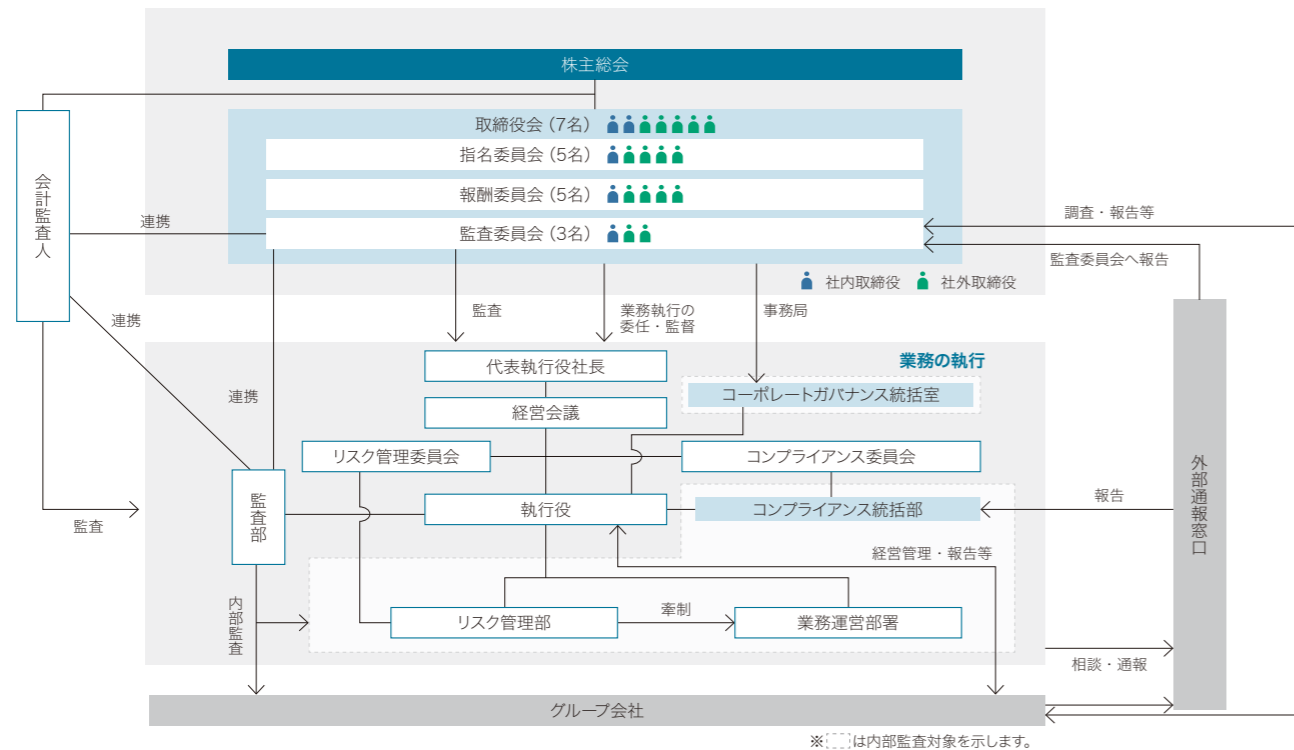 株主総会
取締役会（7名）
指名委員会（5名）
報酬委員会（5名）
監査委員会（3名）
社内取締役
社外取締役
会計監査人
連携
連携
連携
監査
調査・報告等
監査委員会へ報告
監査
業務執行の
委任・監督
事務局
業務の執行
代表執行役社長
コーポレートガバナンス統括室
経営会議
リスク管理委員会
コンプライアンス委員会
監査部
執行役
コンプライアンス統括部
報告
外部通報窓口
経営管理・報告等
内部監査
リスク管理部
牽制
業務運営部署
相談・通報
グループ会社
※ は内部監査対象を示します。